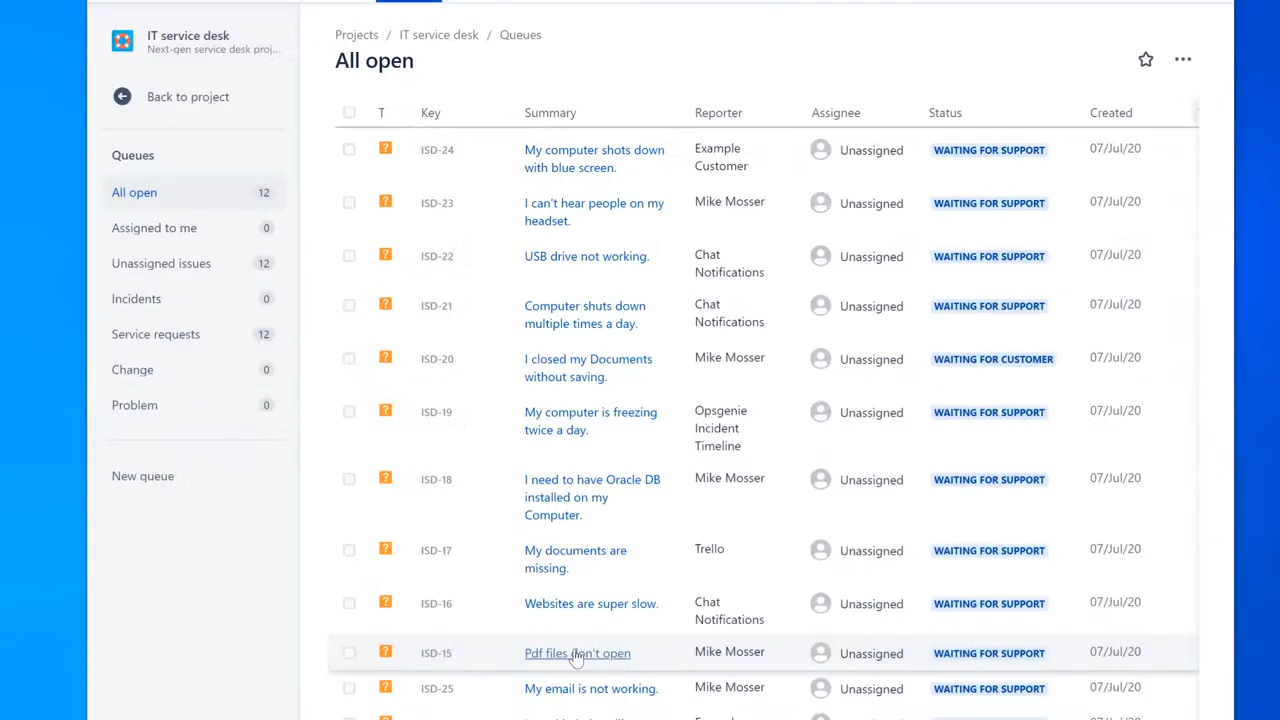 IT service desk
Next-gen service desk proj...
Back to project
Queues
All open 12
Assigned to me 0
Unassigned issues 12
Incidents 0
Service requests 12
Change 0
Problem 0
New queue
Projects / IT service desk / Queues
All open
T Key Summary Reporter Assignee Status Created
? ISD-24 My computer shots down Example Unassigned WAITING FOR SUPPORT 07/Jul/20
with blue screen. Customer
? ISD-23 I can't hear people on my Mike Mosser Unassigned WAITING FOR SUPPORT 07/Jul/20
headset.
? ISD-22 USB drive not working. Chat Unassigned WAITING FOR SUPPORT 07/Jul/20
Notifications
? ISD-21 Computer shuts down Chat Unassigned WAITING FOR SUPPORT 07/Jul/20
multiple times a day. Notifications
? ISD-20 I closed my Documents Mike Mosser Unassigned WAITING FOR CUSTOMER 07/Jul/20
without saving.
? ISD-19 My computer is freezing Opsgenie Unassigned WAITING FOR SUPPORT 07/Jul/20
twice a day. Incident
Timeline
? ISD-18 I need to have Oracle DB Mike Mosser Unassigned WAITING FOR SUPPORT 07/Jul/20
installed on my
Computer.
? ISD-17 My documents are Trello Unassigned WAITING FOR SUPPORT 07/Jul/20
missing.
? ISD-16 Websites are super slow. Chat Unassigned WAITING FOR SUPPORT 07/Jul/20
Notifications
? ISD-15 Pdf files don't open Mike Mosser Unassigned WAITING FOR SUPPORT 07/Jul/20
? ISD-25 My email is not working. Mike Mosser Unassigned WAITING FOR SUPPORT 07/Jul/20